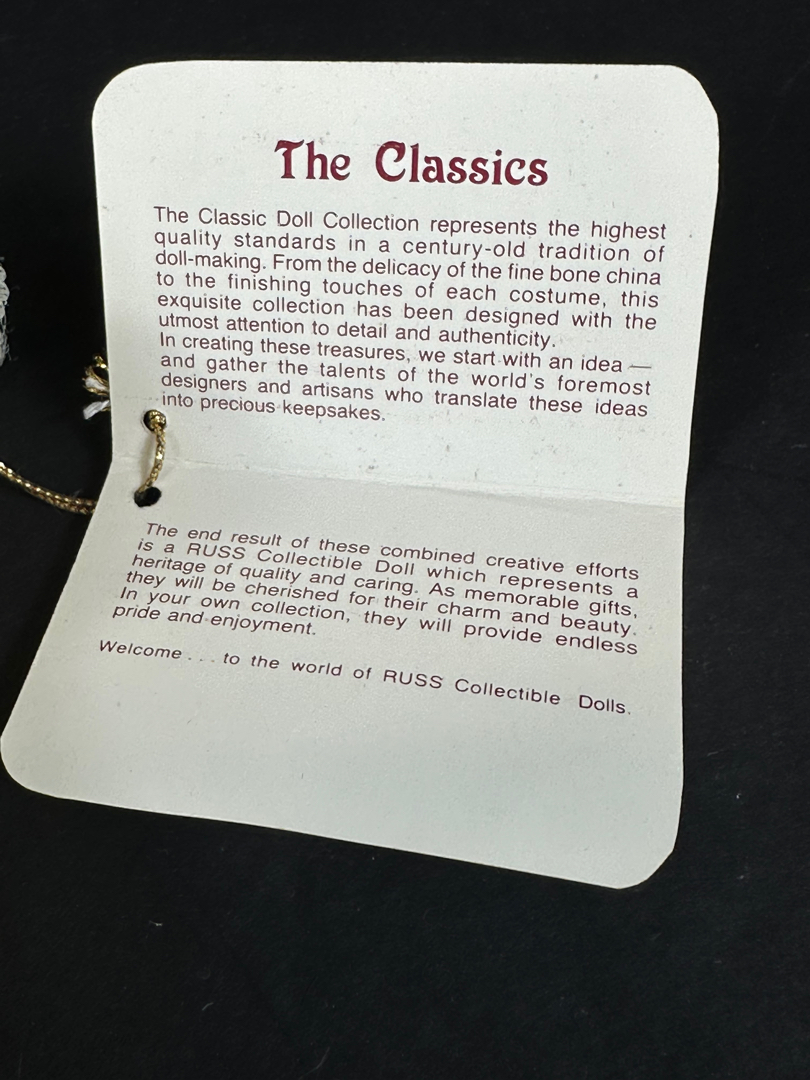 The Classics
The Classic Doll Collection represents the highest
quality standards in a century-old tradition of
doll-making. From the delicacy of the fine bone china
to the finishing touches of each costume, this
exquisite collection has been designed with the
utmost attention to detail and authenticity.
In creating these treasures, we start with an idea —
and gather the talents of the world's foremost
designers and artisans who translate these ideas
into precious keepsakes.
The end result of these combined creative efforts
is a RUSS Collectible Doll which represents a
heritage of quality and caring. As memorable gifts,
they will be cherished for their charm and beauty.
In your own collection, they will provide endless
pride and enjoyment.
Welcome . . . to the world of RUSS Collectible Dolls.